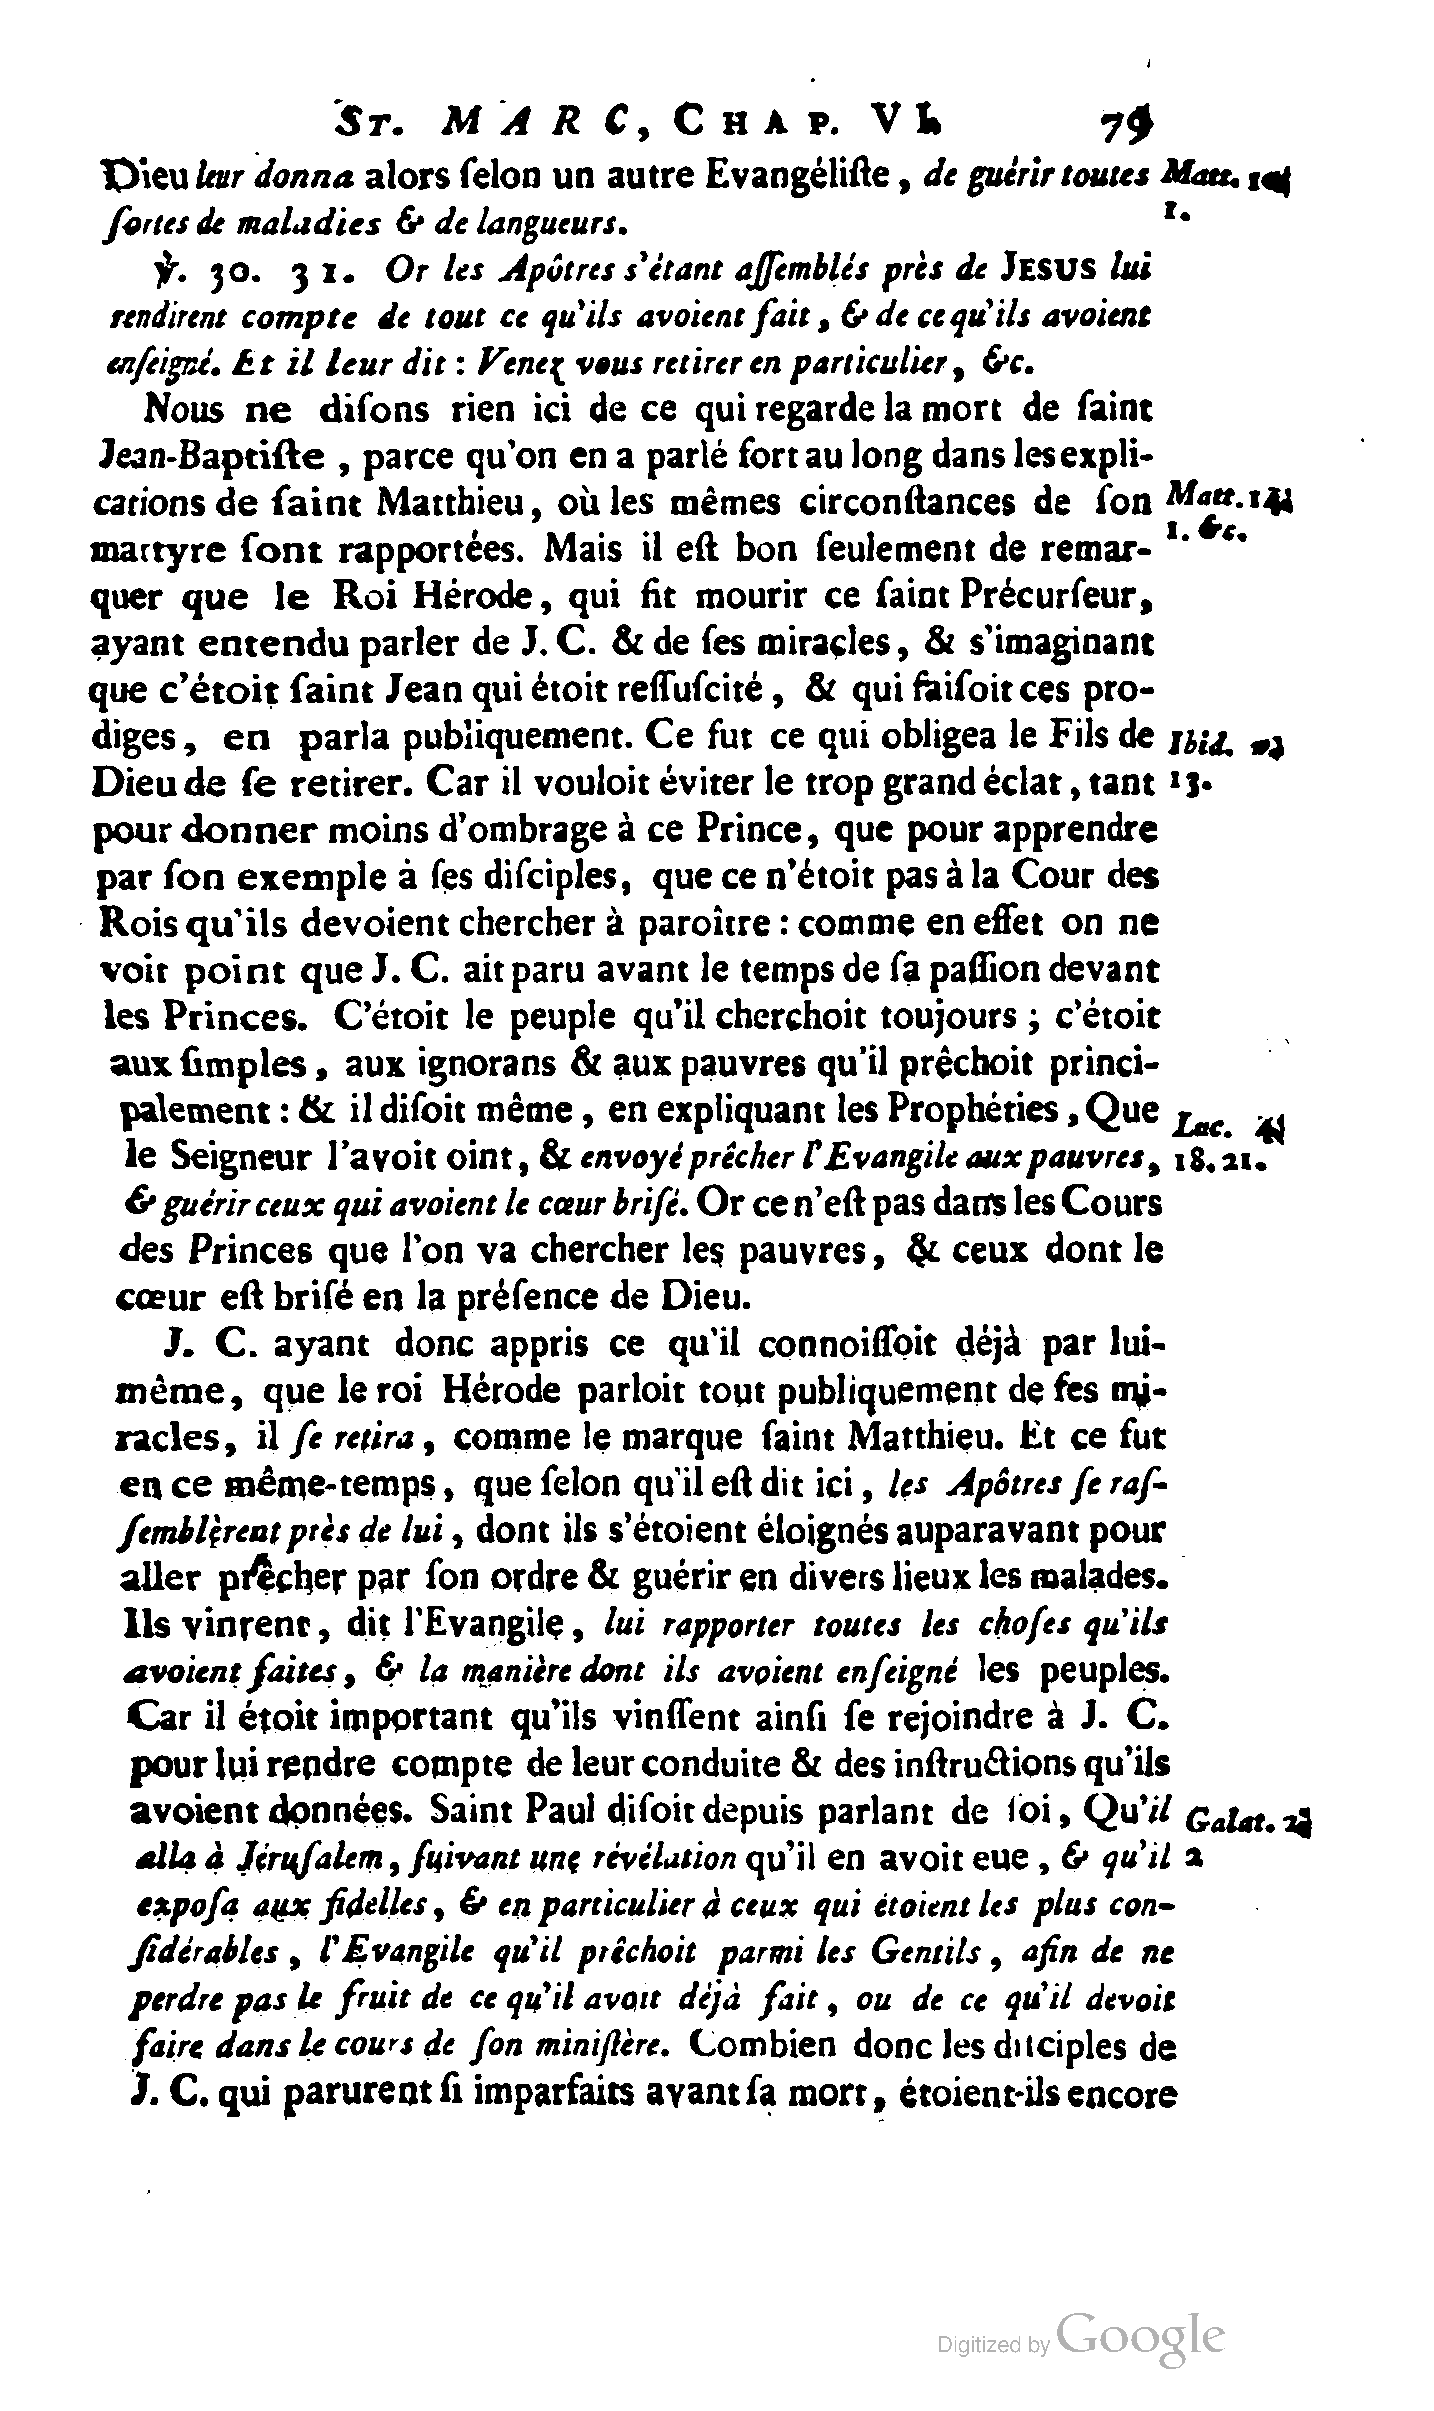 St. MARC, Chap. VI. 79
Dieu leur donna alors ſelon un autre Evangéliſte, de guérir toutes Matt. 10.
ſortes de maladies & de langueurs. 1.
℣. 30. 31. Or les Apôtres s'étant aſſemblés près de JESUS lui
rendirent compte de tout ce qu'ils avoient fait, & de ce qu'ils avoient
enſeigné. Et il leur dit : Venez vous retirer en particulier, &c.
Nous ne diſons rien ici de ce qui regarde la mort de ſaint
Jean-Baptiſte, parce qu'on en a parlé fort au long dans les expli-
cations de ſaint Matthieu, où les mêmes circonſtances de ſon Matt. 14.
martyre ſont rapportées. Mais il eſt bon ſeulement de remar- 1. &c.
quer que le Roi Hérode, qui fit mourir ce ſaint Précurſeur,
ayant entendu parler de J. C. & de ſes miracles, & s'imaginant
que c'étoit ſaint Jean qui étoit reſſuſcité, & qui faiſoit ces pro-
diges, en parla publiquement. Ce fut ce qui obligea le Fils de Ibid.
Dieu de ſe retirer. Car il vouloit éviter le trop grand éclat, tant 13.
pour donner moins d'ombrage à ce Prince, que pour apprendre
par ſon exemple à ſes diſciples, que ce n'étoit pas à la Cour des
Rois qu'ils devoient chercher à paroître : comme en effet on ne
voit point que J. C. ait paru avant le temps de ſa paſſion devant
les Princes. C'étoit le peuple qu'il cherchoit toujours ; c'étoit
aux ſimples, aux ignorans & aux pauvres qu'il prêchoit princi-
palement : & il diſoit même, en expliquant les Prophéties, Que Luc. 4.
le Seigneur l'avoit oint, & envoyé prêcher l'Evangile aux pauvres, 18. 21.
& guérir ceux qui avoient le cœur briſé. Or ce n'eſt pas dans les Cours
des Princes que l'on va chercher les pauvres, & ceux dont le
cœur eſt briſé en la préſence de Dieu.
J. C. ayant donc appris ce qu'il connoiſſoit déjà par lui-
même, que le roi Hérode parloit tout publiquement de ſes mi-
racles, il ſe retira, comme le marque ſaint Matthieu. Et ce fut
en ce même-temps, que ſelon qu'il eſt dit ici, les Apôtres ſe raſ-
ſemblèrent près de lui, dont ils s'étoient éloignés auparavant pour
aller prêcher par ſon ordre & guérir en divers lieux les malades.
Ils vinrent, dit l'Evangile, lui rapporter toutes les choſes qu'ils
avoient faites, & la manière dont ils avoient enſeigné les peuples.
Car il étoit important qu'ils vinſſent ainſi ſe rejoindre à J. C.
pour lui rendre compte de leur conduite & des inſtructions qu'ils
avoient données. Saint Paul diſoit depuis parlant de ſoi, Qu'il Galat. 2.
alla à Jéruſalem, ſuivant une révélation qu'il en avoit eue, & qu'il 2
expoſa aux fidelles, & en particulier à ceux qui étoient les plus con-
ſidérables, l'Evangile qu'il prêchoit parmi les Gentils, afin de ne
perdre pas le fruit de ce qu'il avoit déjà fait, ou de ce qu'il devoit
faire dans le cours de ſon miniſtère. Combien donc les diſciples de
J. C. qui parurent ſi imparfaits avant ſa mort, étoient-ils encore
Digitized by Google